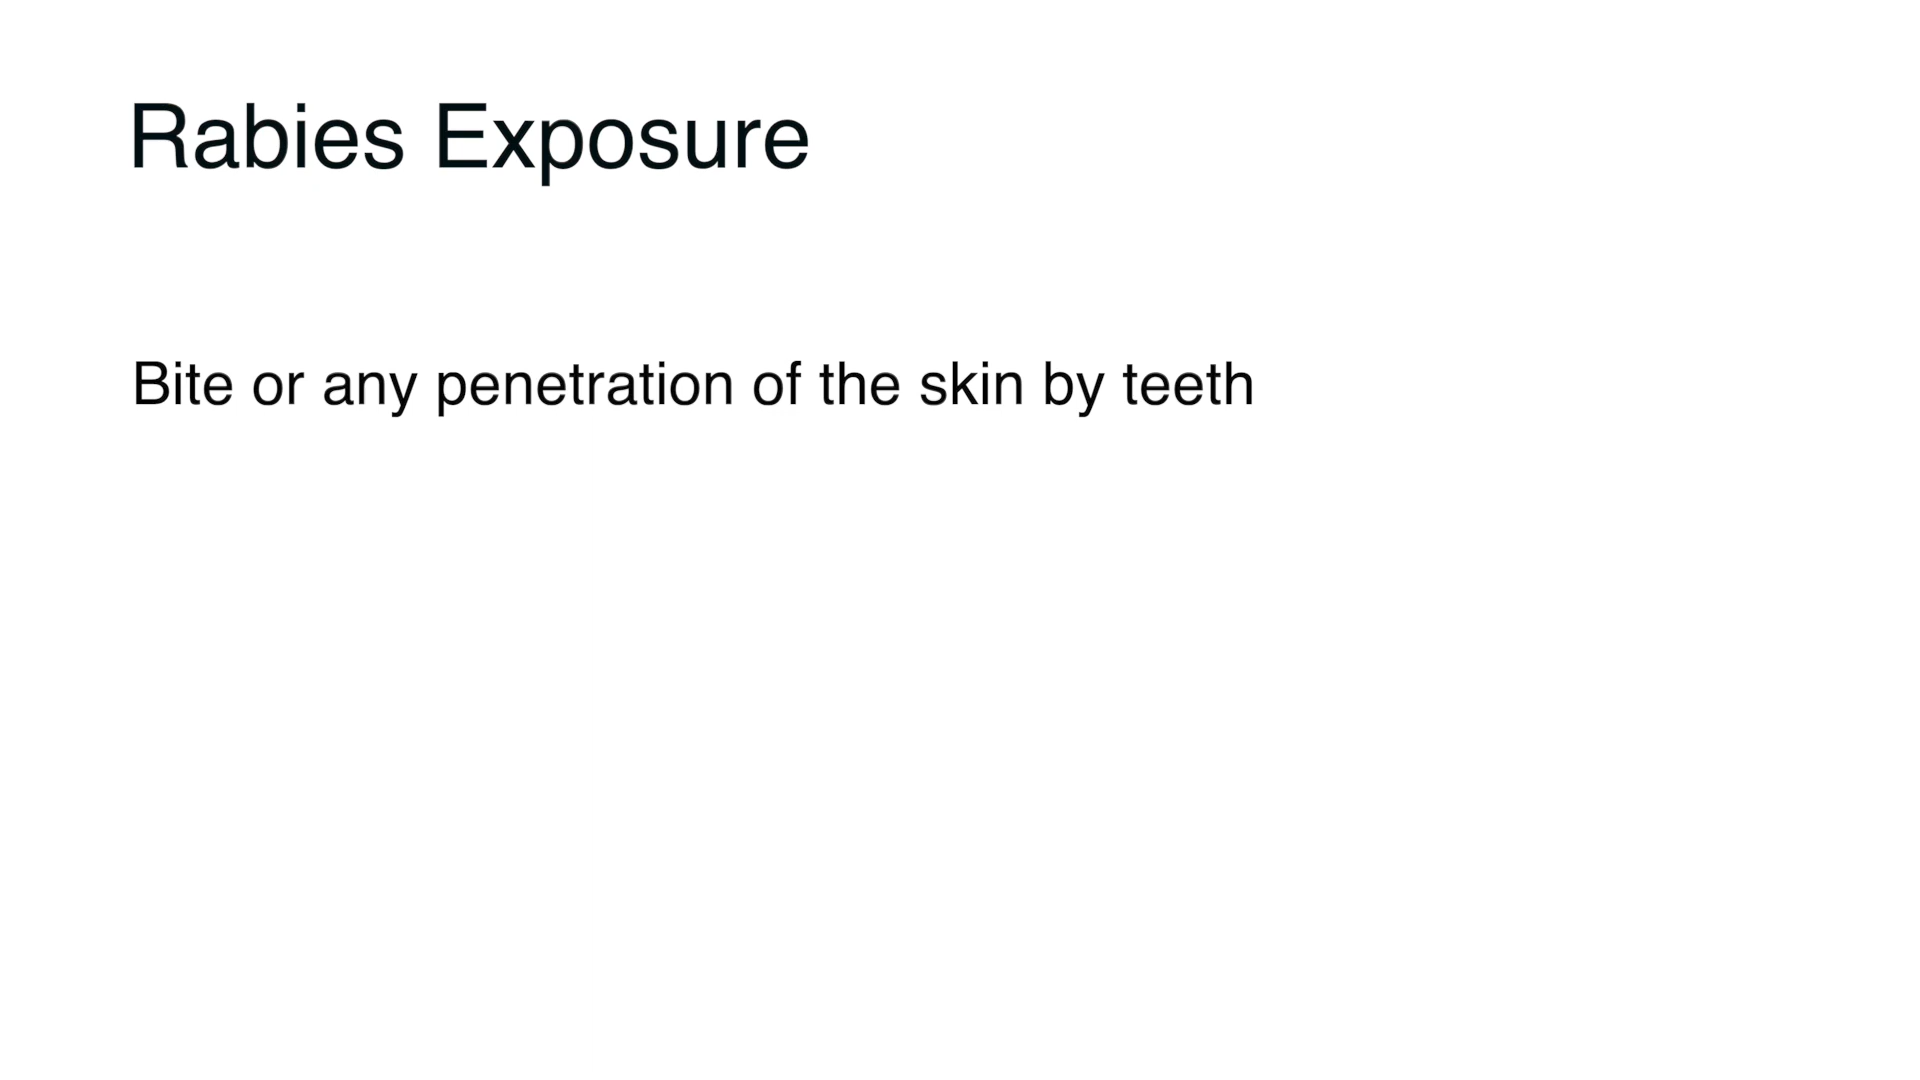 Rabies Exposure
Bite or any penetration of the skin by teeth